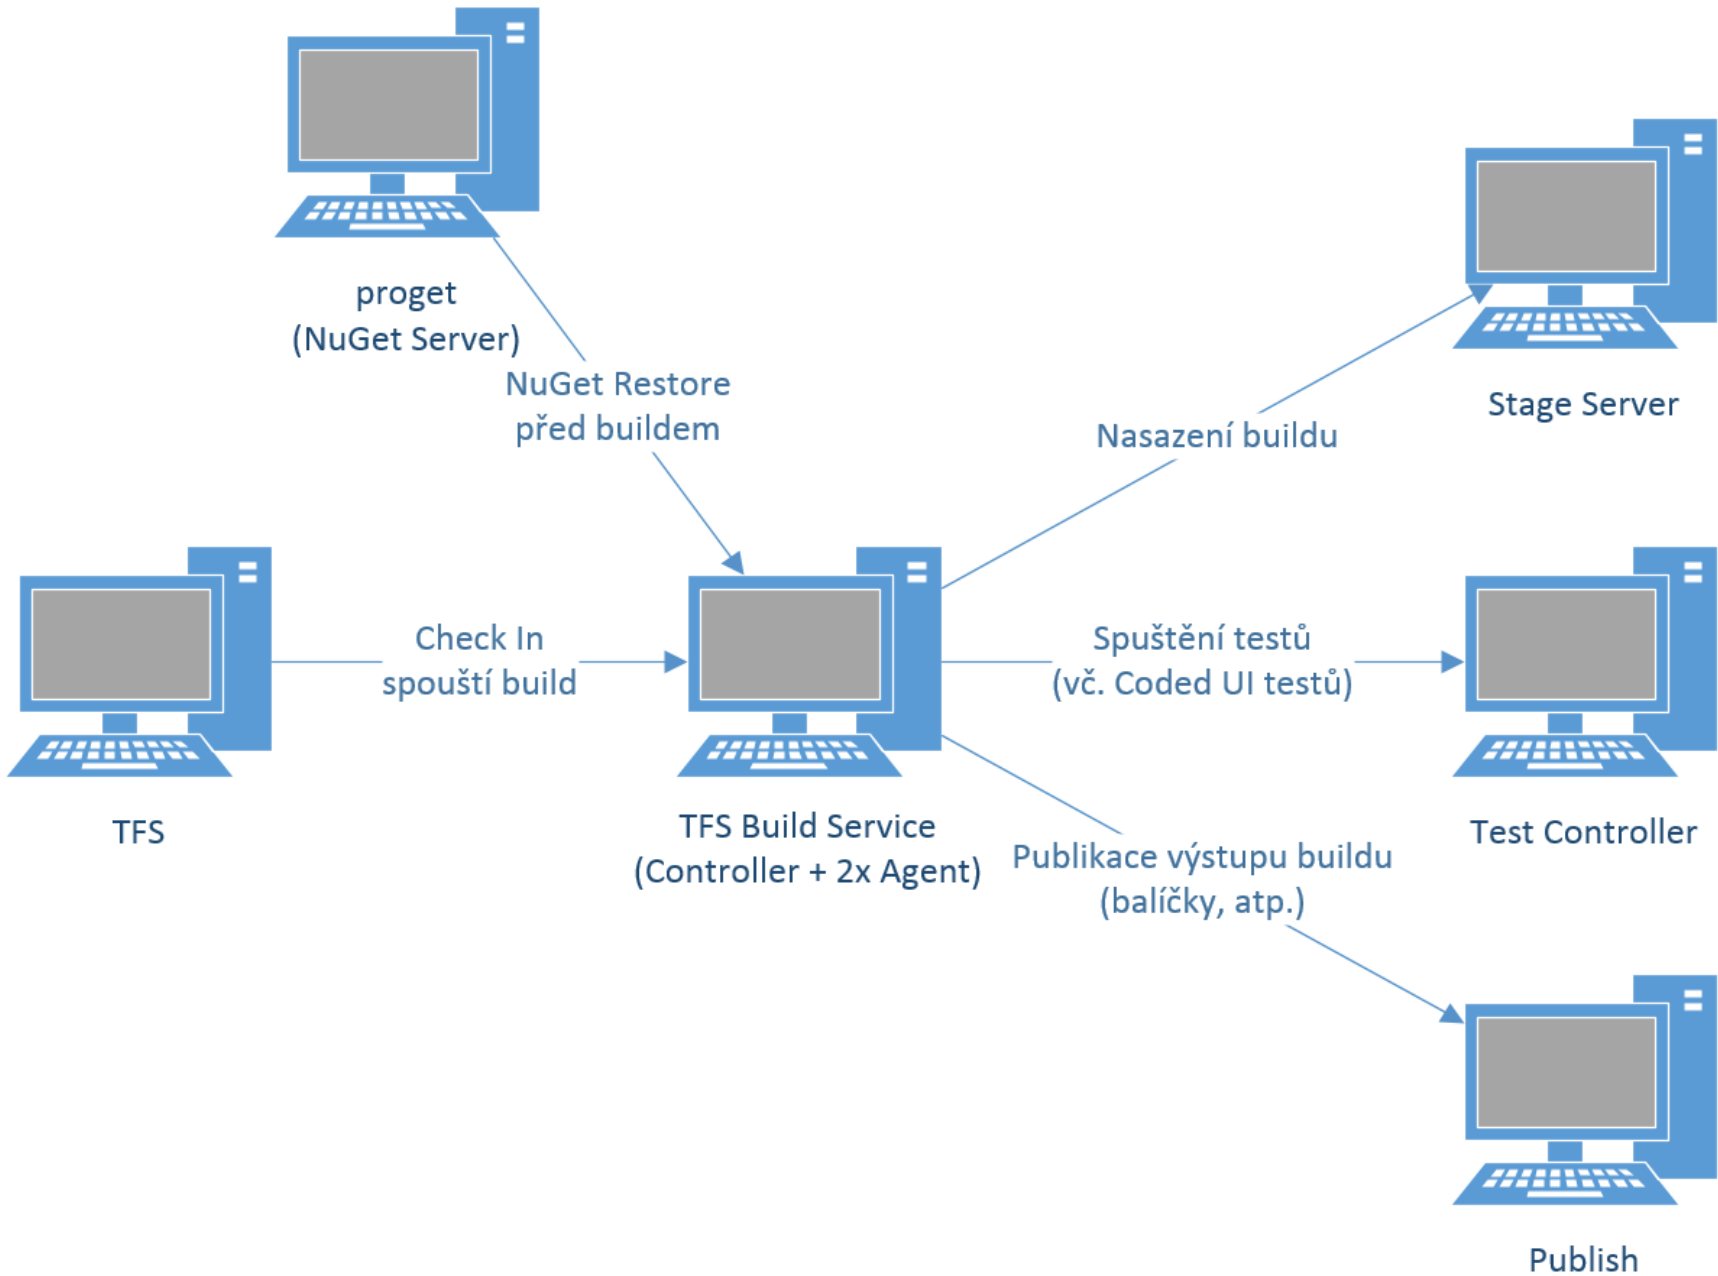 proget
(NuGet Server)
NuGet Restore
před buildem
Stage Server
Nasazení buildu
Check In
spouští build
Spuštění testů
(vč. Coded UI testů)
TFS
TFS Build Service
(Controller + 2x Agent)
Test Controller
Publikace výstupu buildu
(balíčky, atp.)
Publish